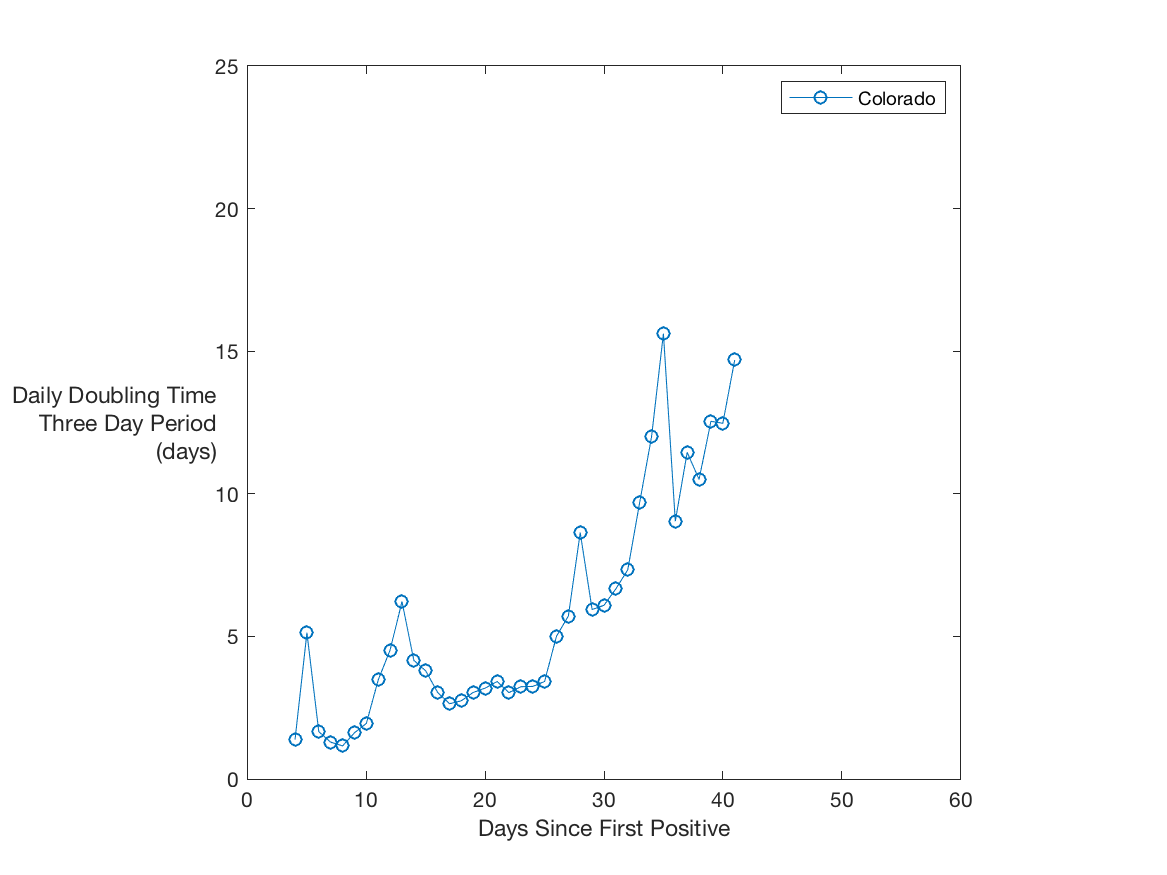 25
Colorado
20
15
Daily Doubling Time
Three Day Period
(days)
10
5
0
0 10 20 30 40 50 60
Days Since First Positive